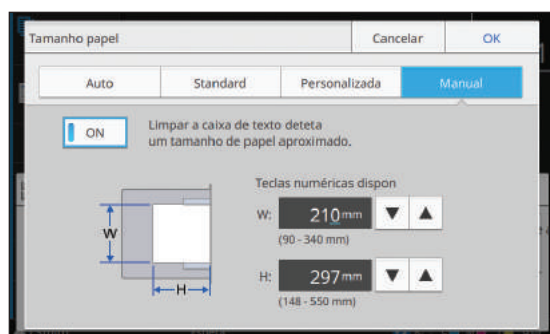 Tamanho papel
Cancelar
OK
Auto
Standard
Personalizada
Manual
ON
Limpar a caixa de texto deteta
um tamanho de papel aproximado.
Teclas numéricas dispon
W: 210mm ▼ ▲
(90 - 340 mm)
H: 297mm ▼ ▲
(148 - 550 mm)
W
H